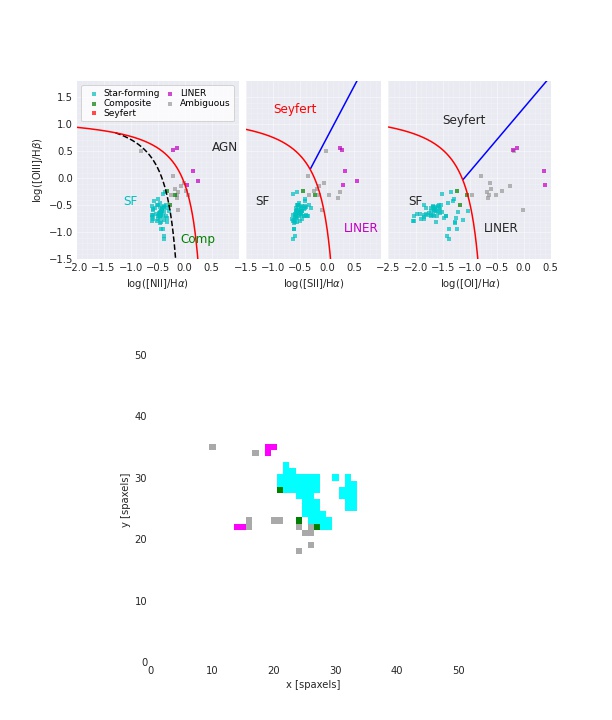 Star-forming
Composite
Seyfert
LINER
Ambiguous
AGN
SF
Comp
1.5
1.0
0.5
0.0
−0.5
−1.0
−1.5
log([OIII]/Hβ)
−2.0 −1.5 −1.0 −0.5 0.0 0.5
log([NII]/Hα)
Seyfert
SF
LINER
−1.5 −1.0 −0.5 0.0 0.5
log([SII]/Hα)
Seyfert
SF
LINER
−2.5 −2.0 −1.5 −1.0 −0.5 0.0 0.5
log([OI]/Hα)
50
40
30
20
10
0
y [spaxels]
0 10 20 30 40 50
x [spaxels]